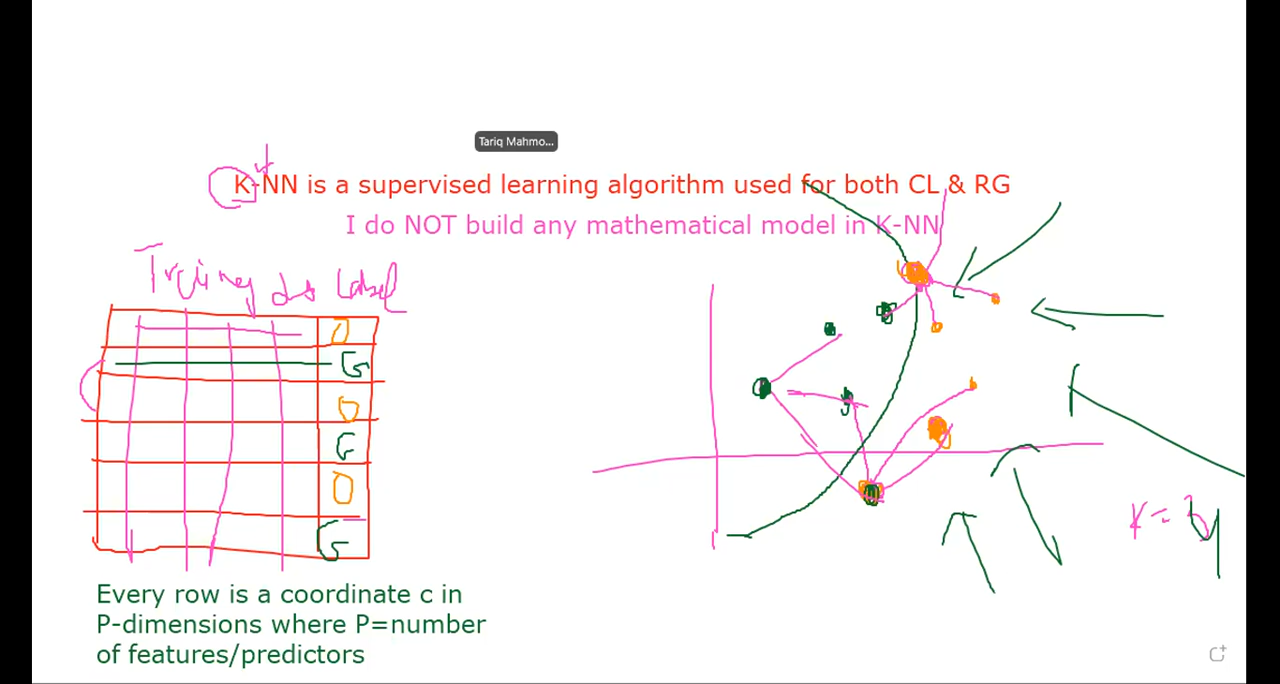 Tariq Mahmo...
K-NN is a supervised learning algorithm used for both CL & RG
I do NOT build any mathematical model in K-NN
Label
O
G
O
G
O
G
K=
Every row is a coordinate c in
P-dimensions where P=number
of features/predictors